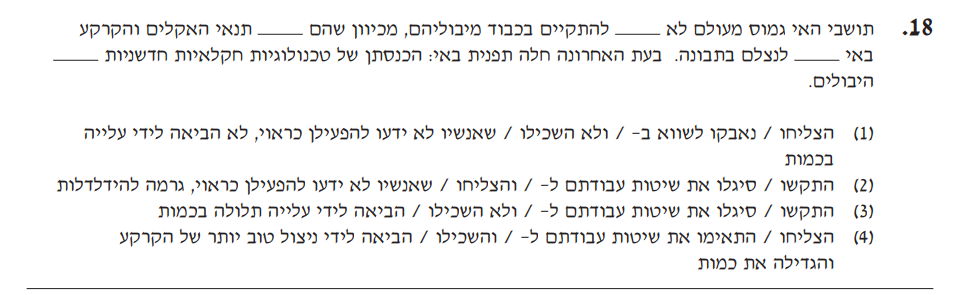 18. תושבי האי גמוס מעולם לא _____ להתקיים בכבוד מיבוליהם, מכיוון שהם _____ תנאי האקלים והקרקע
באי _____ לנצלם בתבונה. בעת האחרונה חלה תפנית באי: הכנסתן של טכנולוגיות חקלאיות חדשניות _____
היבולים.
(1) הצליחו / נאבקו לשווא ב- / ולא השכילו / שאנשיו לא ידעו להפעילן כראוי, לא הביאה לידי עלייה
בכמות
(2) התקשו / סיגלו את שיטות עבודתם ל- / והצליחו / שאנשיו לא ידעו להפעילן כראוי, גרמה להידלדלות
(3) התקשו / סיגלו את שיטות עבודתם ל- / ולא השכילו / הביאה לידי עלייה תלולה בכמות
(4) הצליחו / התאימו את שיטות עבודתם ל- / והשכילו / הביאה לידי ניצול טוב יותר של הקרקע
והגדילה את כמות